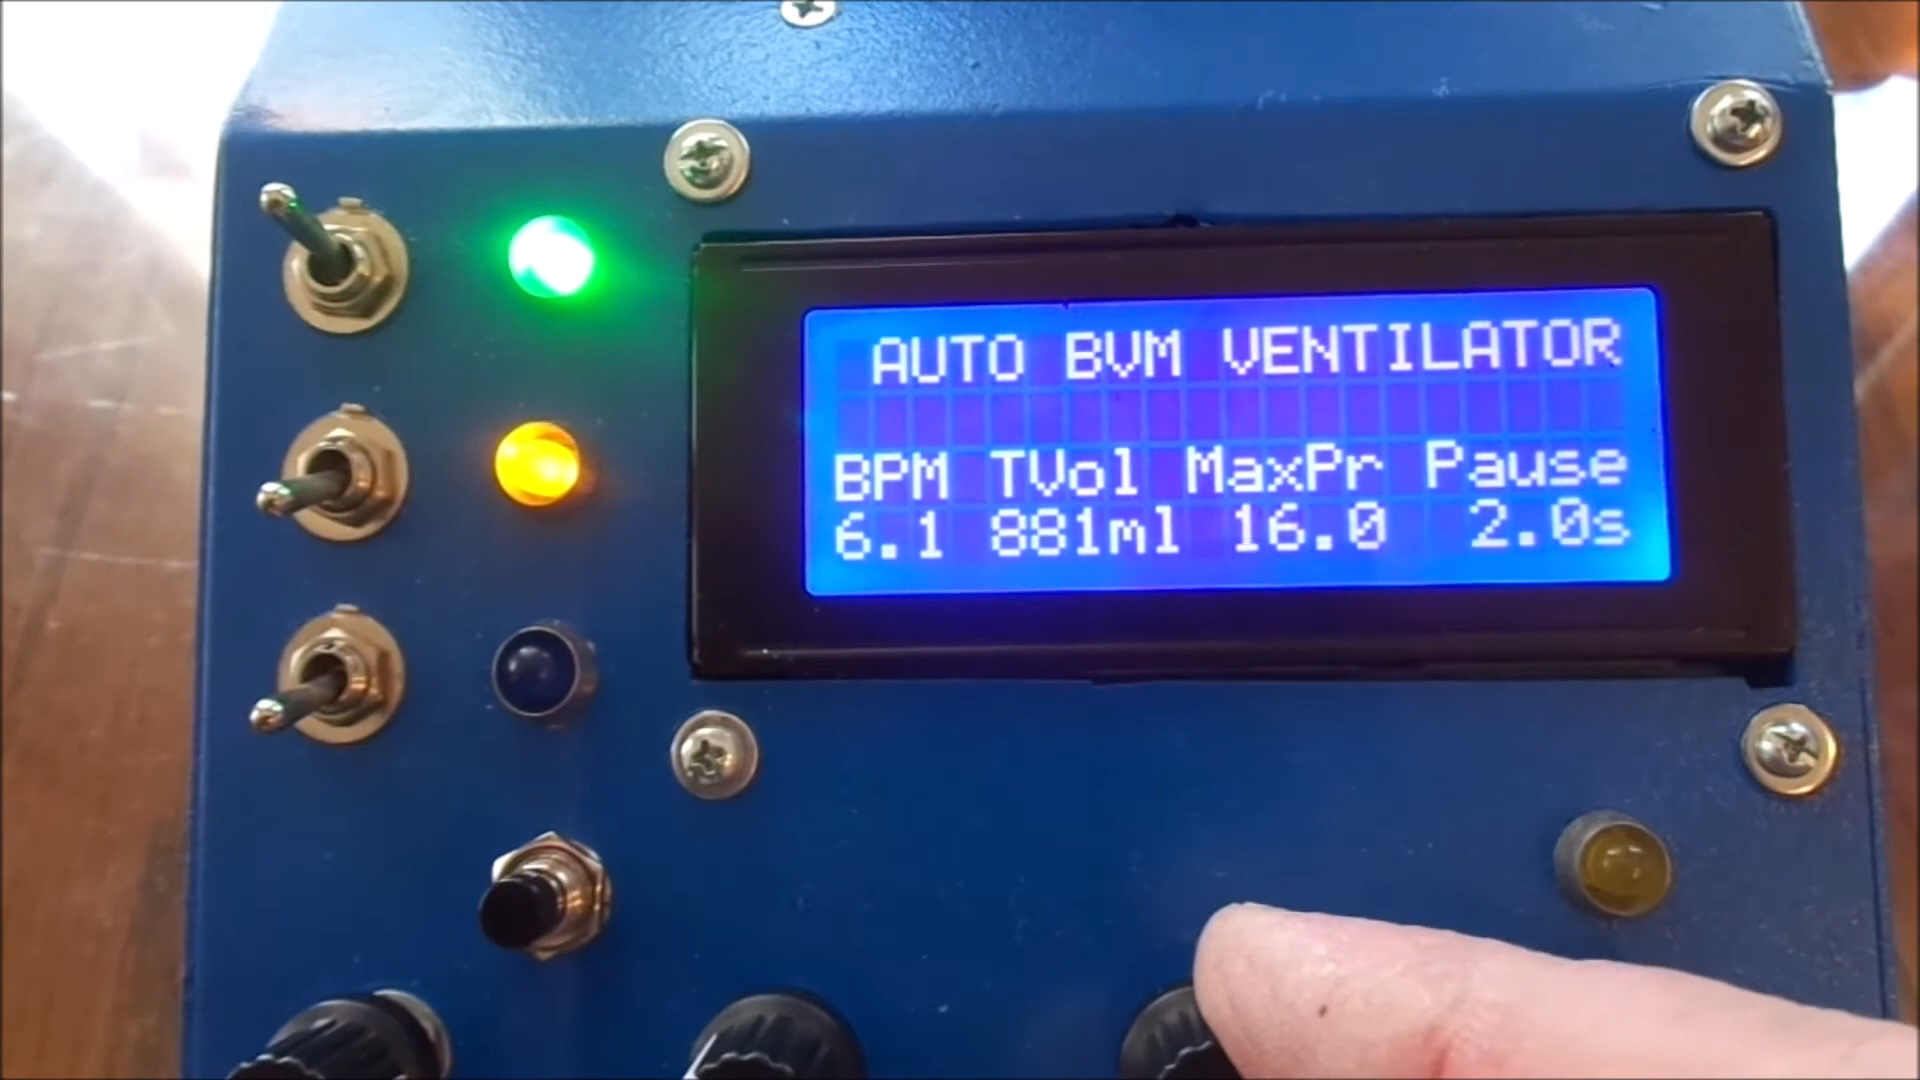 AUTO BVM VENTILATOR
BPM TVol MaxPr Pause
6.1 881ml 16.0 2.0s